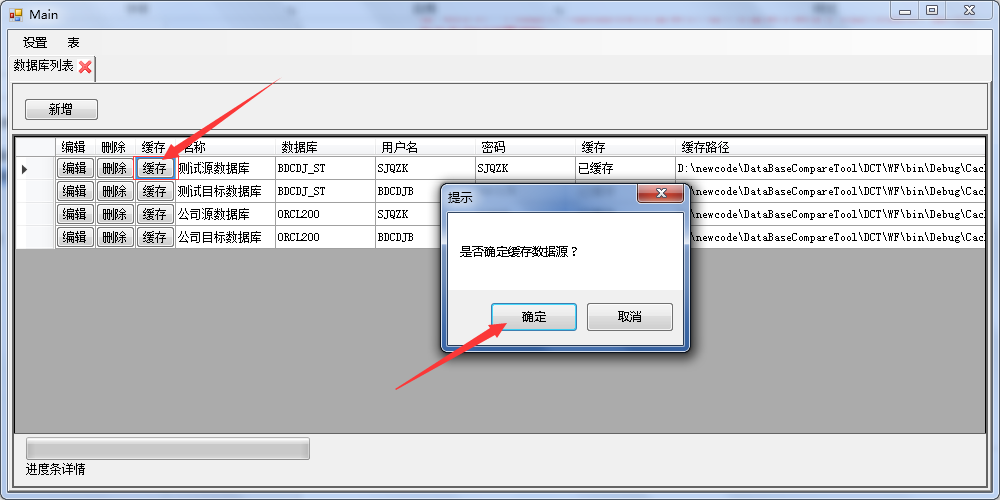 Main
设置 表
数据库列表
新增
编辑 删除 缓存 名称 数据库 用户名 密码 缓存 缓存路径
编辑 删除 缓存 测试源数据库 BDCDJ_ST SJQZK SJQZK 已缓存 D:\newcode\DataBaseCompareTool\DCT\WF\bin\Debug\Cac
编辑 删除 缓存 测试目标数据库 BDCDJ_ST BDCDJB \newcode\DataBaseCompareTool\DCT\WF\bin\Debug\Cac
编辑 删除 缓存 公司源数据库 ORCL200 SJQZK \newcode\DataBaseCompareTool\DCT\WF\bin\Debug\Cac
编辑 删除 缓存 公司目标数据库 ORCL200 BDCDJB \newcode\DataBaseCompareTool\DCT\WF\bin\Debug\Cac
提示
是否确定缓存数据源？
确定 取消
进度条详情